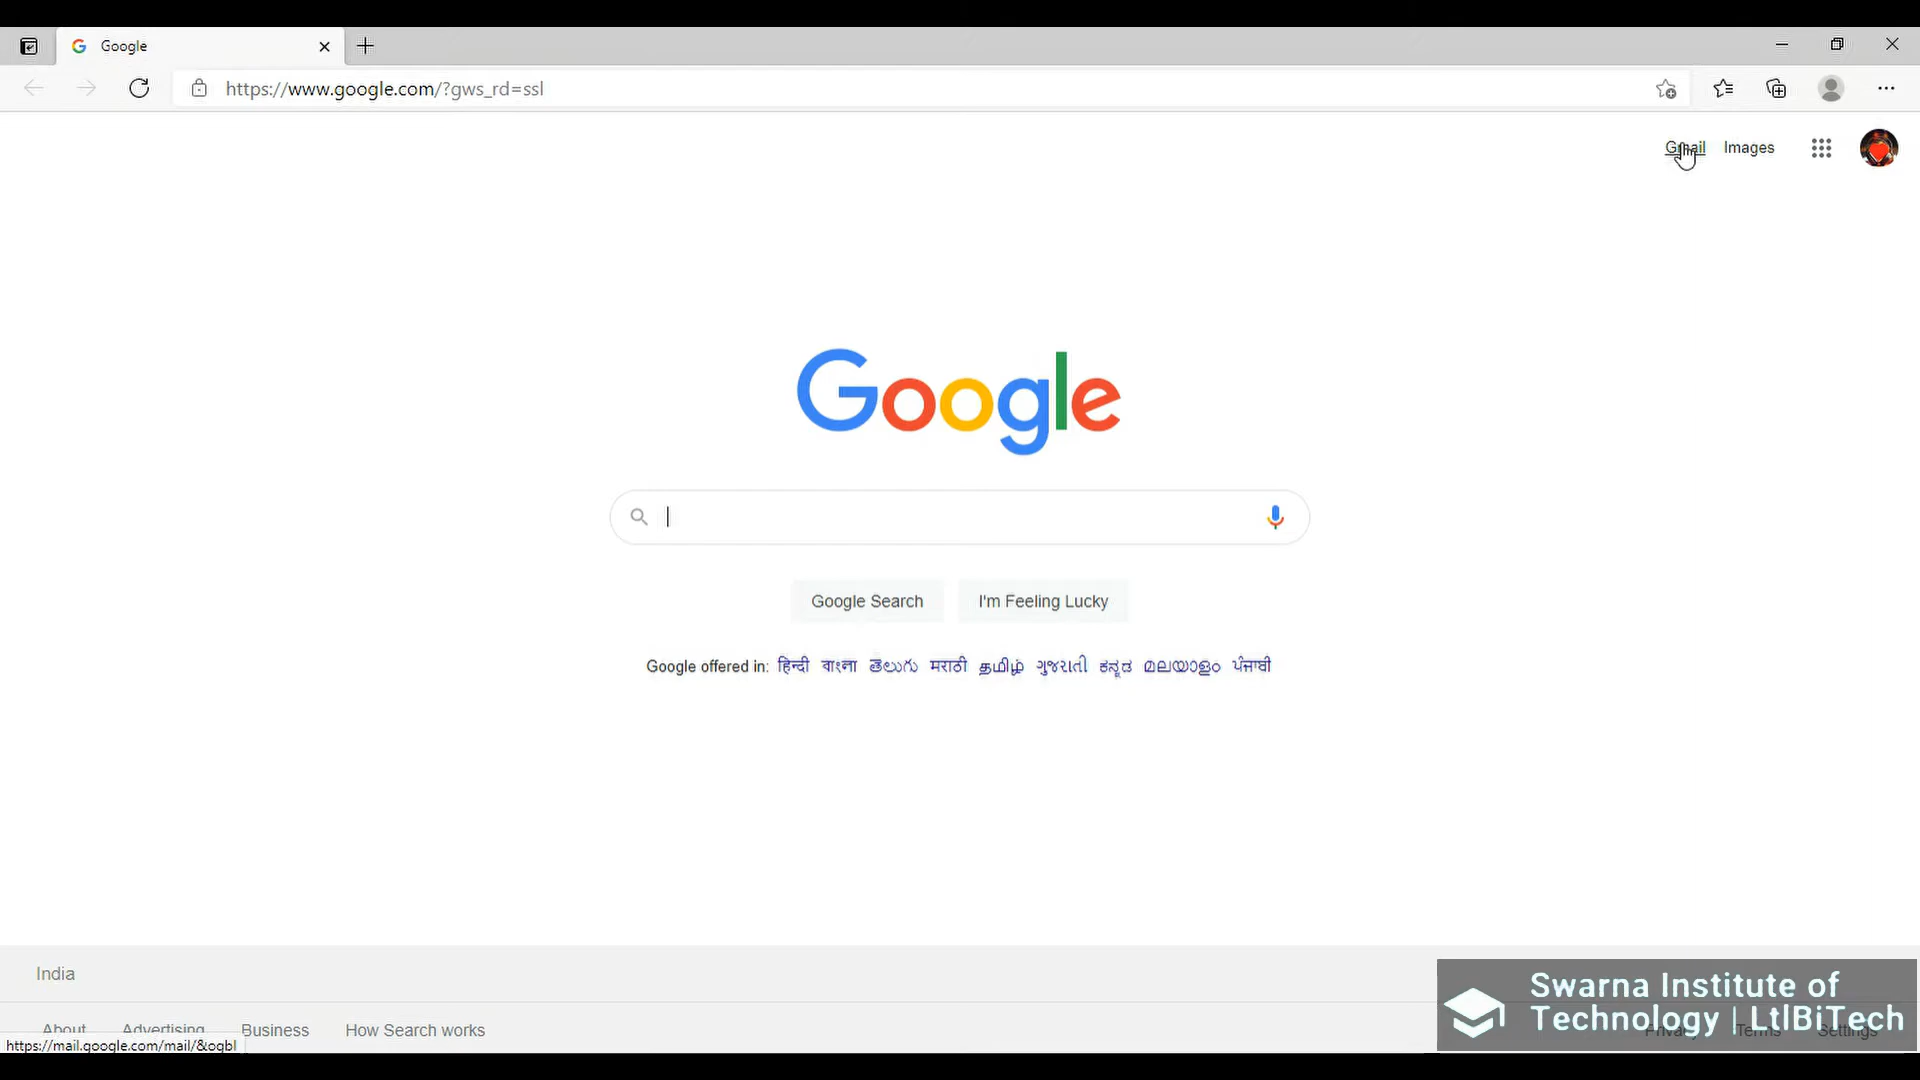 Google
https://www.google.com/?gws_rd=ssl
Gmail Images
Google
Google Search I'm Feeling Lucky
Google offered in: हिन्दी বাংলা తెలుగు मराठी தமிழ் ગુજરાતી ಕನ್ನಡ മലയാളം ਪੰਜਾਬੀ
India
About Advertising Business How Search works
Privacy Terms Settings
https://mail.google.com/mail/&ogbl
Swarna Institute of
Technology | LtlBiTech